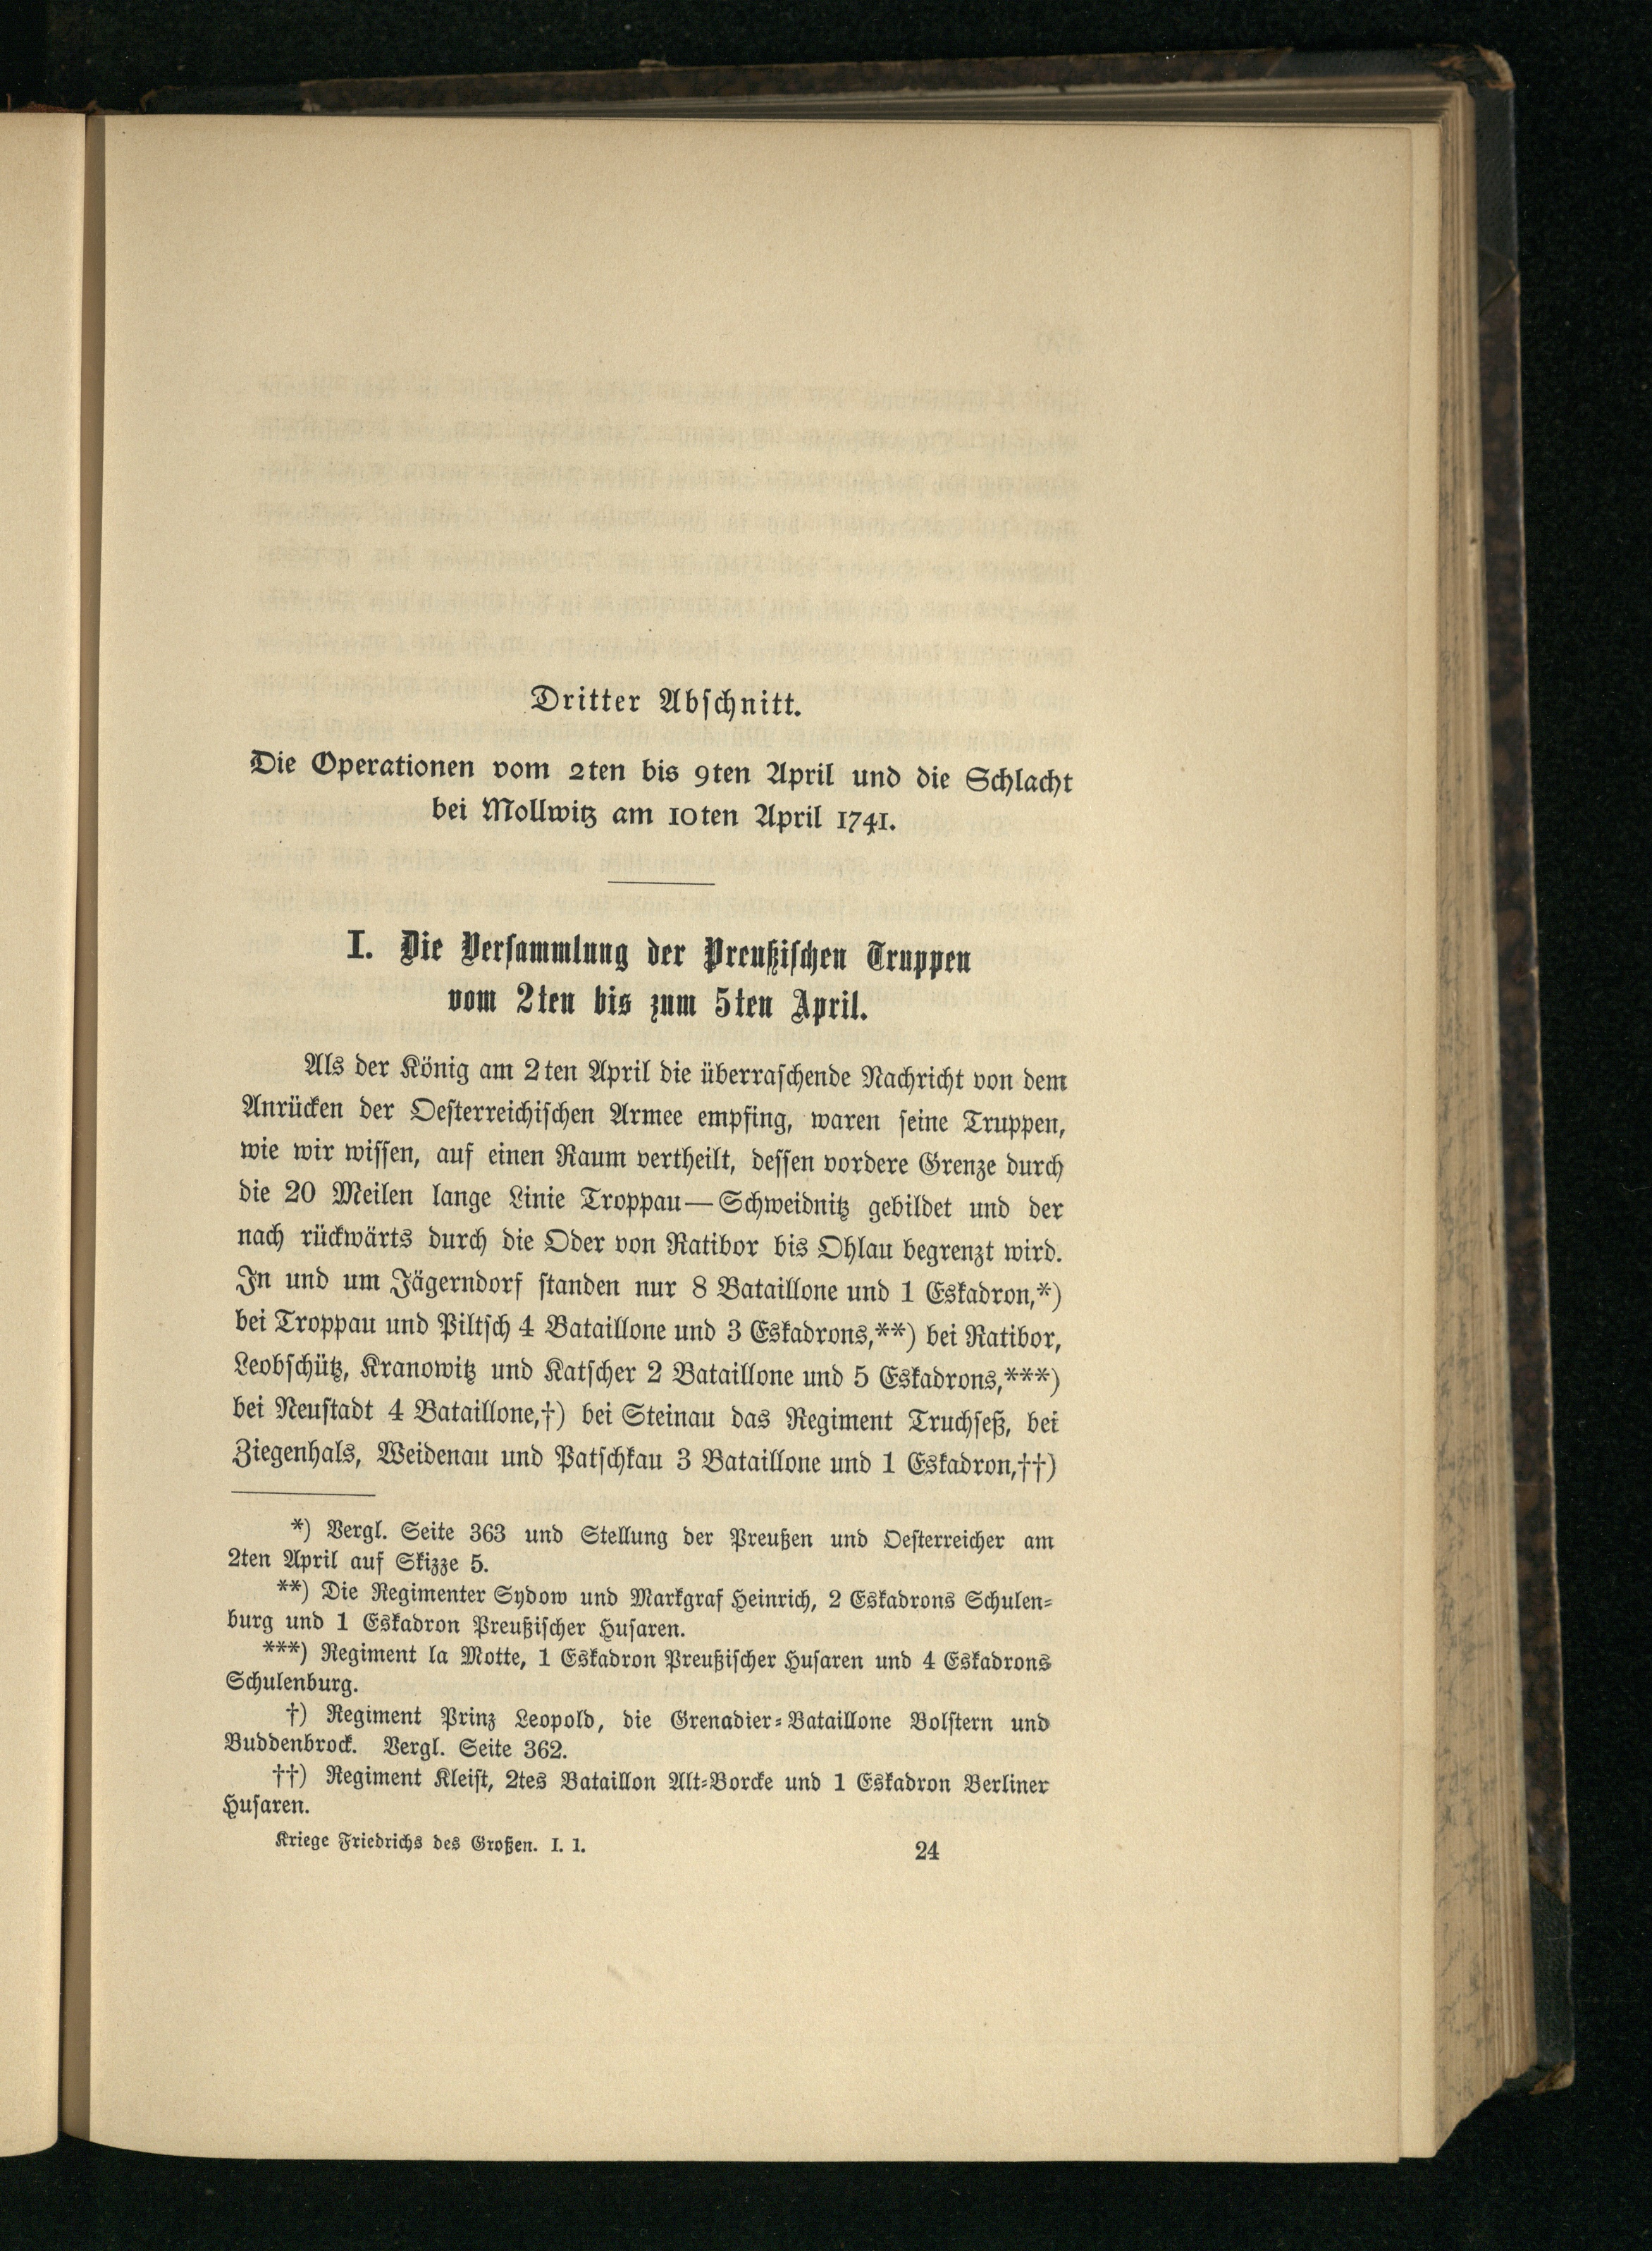 Dritter Abschnitt.
Die Operationen vom 2ten bis 9ten April und die Schlacht
bei Mollwitz am 10ten April 1741.
I. Die Versammlung der Preußischen Truppen
vom 2ten bis zum 5ten April.
Als der König am 2ten April die überraschende Nachricht von dem
Anrücken der Oesterreichischen Armee empfing, waren seine Truppen,
wie wir wissen, auf einen Raum vertheilt, dessen vordere Grenze durch
die 20 Meilen lange Linie Troppau—Schweidnitz gebildet und der
nach rückwärts durch die Oder von Ratibor bis Ohlau begrenzt wird.
In und um Jägerndorf standen nur 8 Bataillone und 1 Eskadron,*)
bei Troppau und Piltsch 4 Bataillone und 3 Eskadrons,**) bei Ratibor,
Leobschütz, Kranowitz und Katscher 2 Bataillone und 5 Eskadrons,***)
bei Neustadt 4 Bataillone,†) bei Steinau das Regiment Truchseß, bei
Ziegenhals, Weidenau und Patschkau 3 Bataillone und 1 Eskadron,††)
*) Vergl. Seite 363 und Stellung der Preußen und Oesterreicher am
2ten April auf Skizze 5.
**) Die Regimenter Sydow und Markgraf Heinrich, 2 Eskadrons Schulen-
burg und 1 Eskadron Preußischer Husaren.
***) Regiment la Motte, 1 Eskadron Preußischer Husaren und 4 Eskadrons
Schulenburg.
†) Regiment Prinz Leopold, die Grenadier-Bataillone Bolstern und
Buddenbrock. Vergl. Seite 362.
††) Regiment Kleist, 2tes Bataillon Alt-Borcke und 1 Eskadron Berliner
Husaren.
Kriege Friedrichs des Großen. I. 1. 24